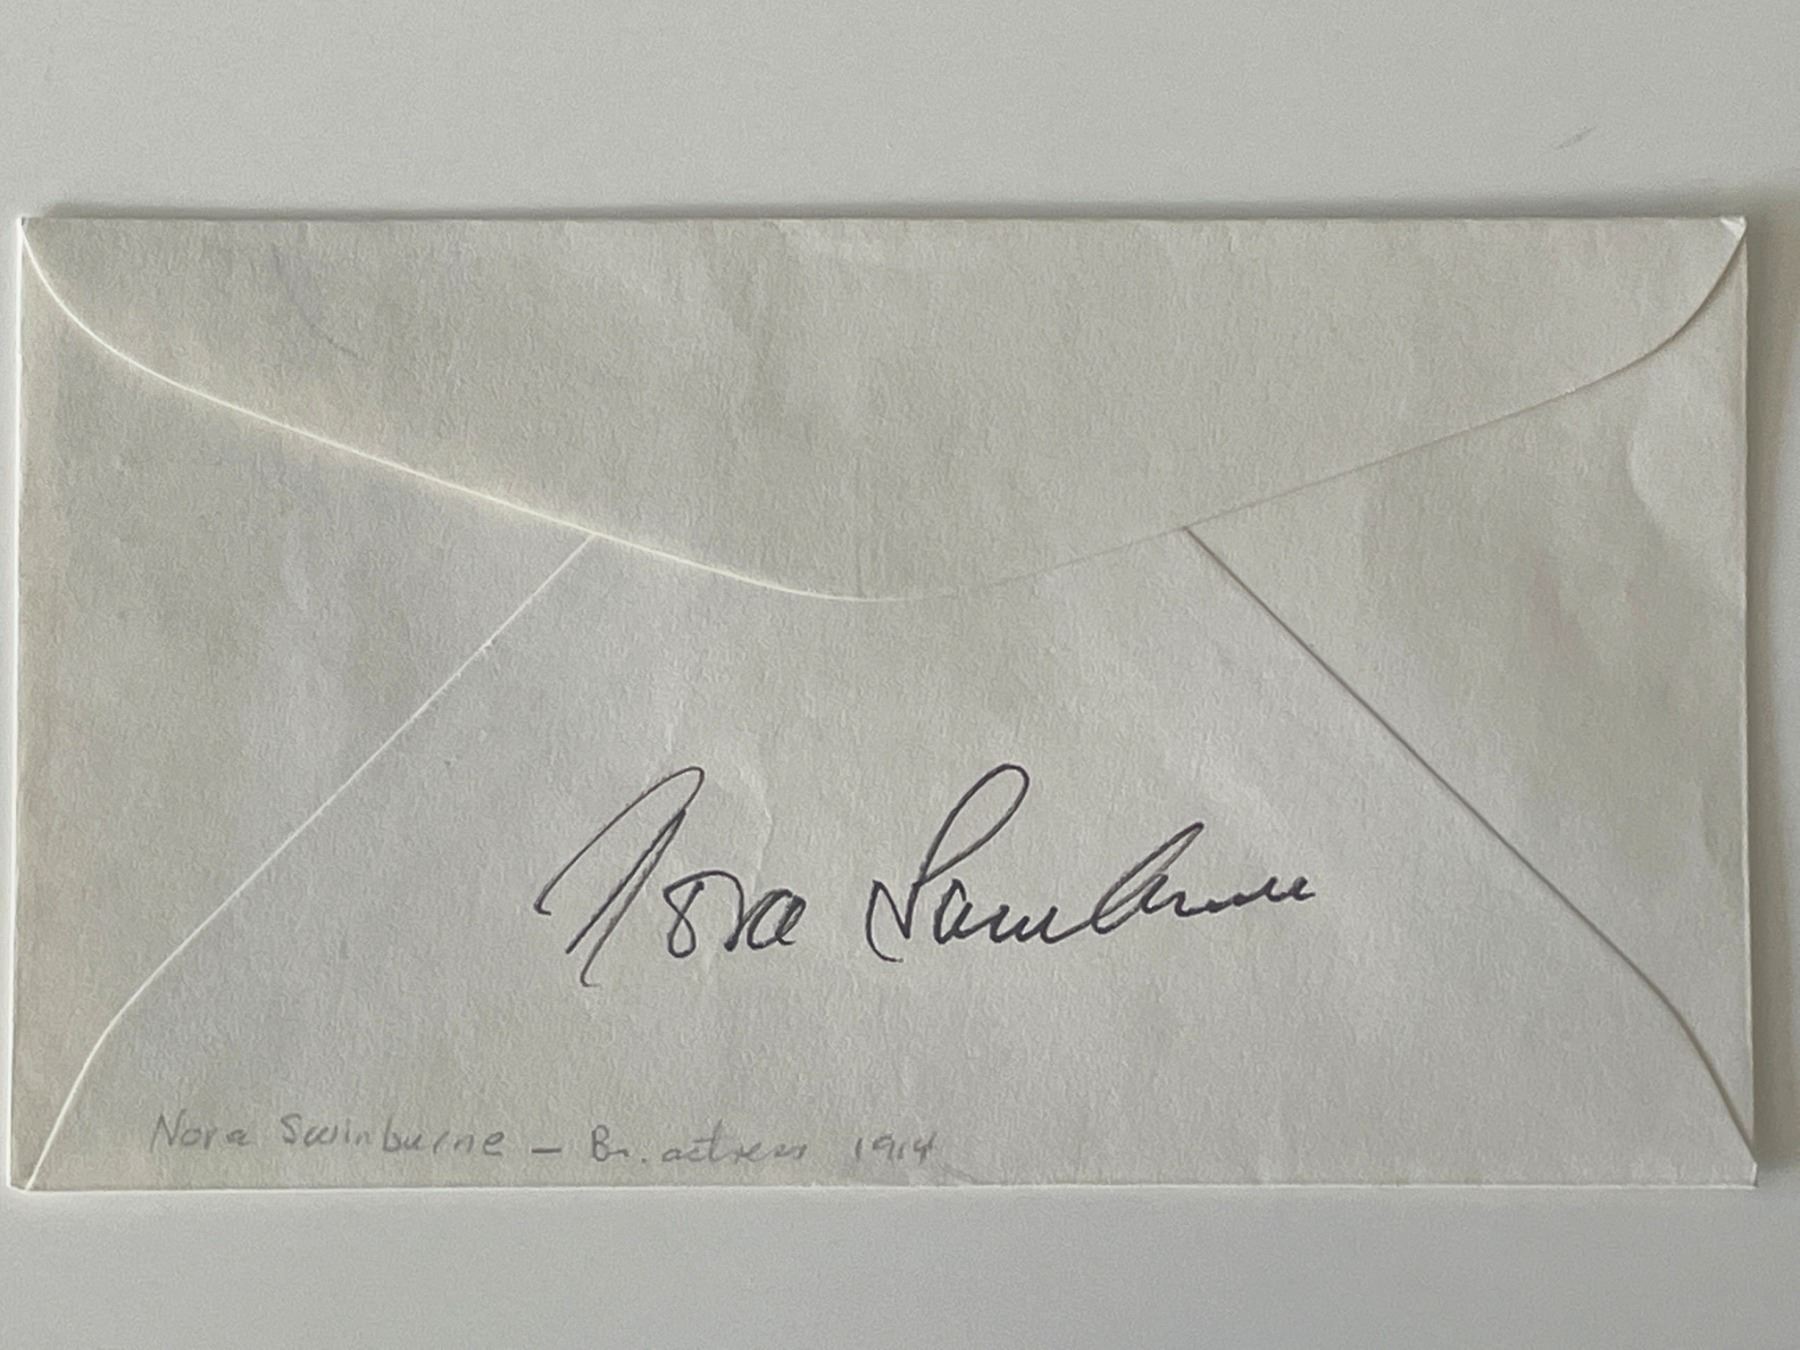 Nora Swinburne
Nora Swinburne – Br. actress 1914